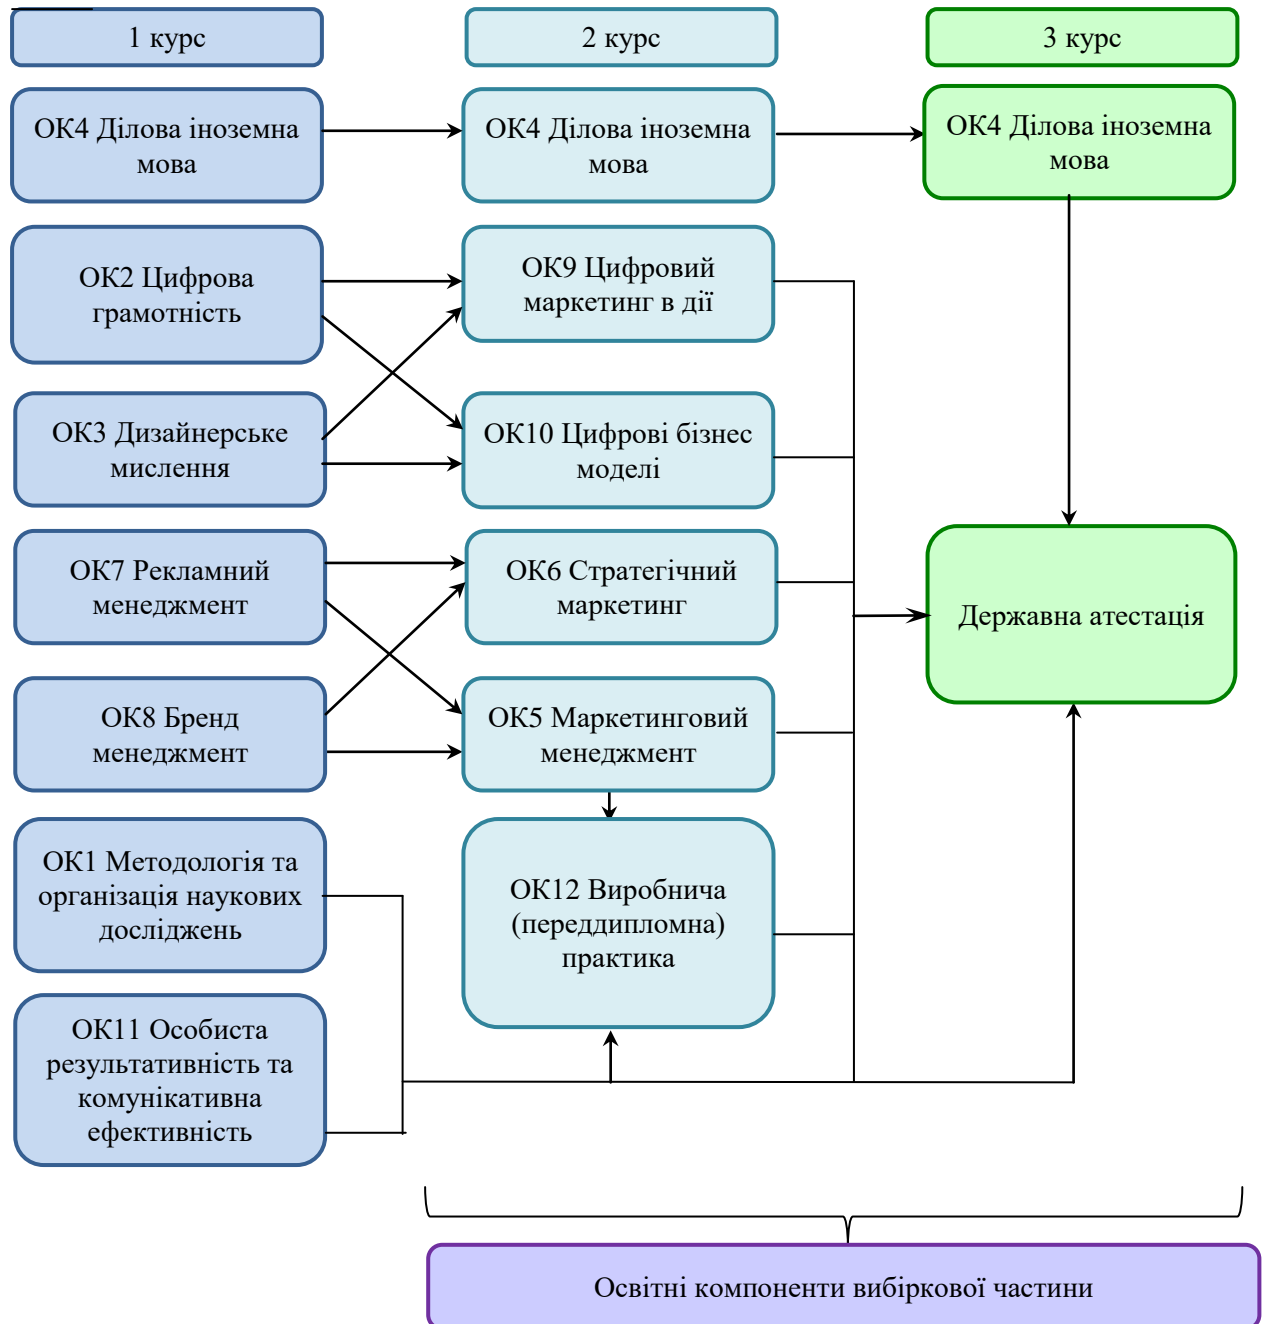 1 курс
2 курс
3 курс
ОК4 Ділова іноземна
мова
ОК4 Ділова іноземна
мова
ОК4 Ділова іноземна
мова
ОК2 Цифрова
грамотність
ОК9 Цифровий
маркетинг в дії
ОК3 Дизайнерське
мислення
ОК10 Цифрові бізнес
моделі
ОК7 Рекламний
менеджмент
ОК6 Стратегічний
маркетинг
Державна атестація
ОК8 Бренд
менеджмент
ОК5 Маркетинговий
менеджмент
ОК1 Методологія та
організація наукових
досліджень
ОК12 Виробнича
(переддипломна)
практика
ОК11 Особиста
результативність та
комунікативна
ефективність
Освітні компоненти вибіркової частини